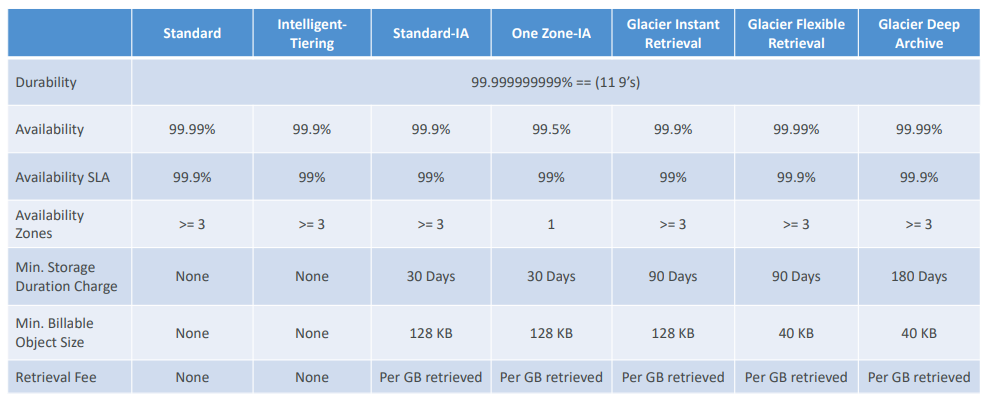 Standard Intelligent-Tiering Standard-IA One Zone-IA Glacier Instant Retrieval Glacier Flexible Retrieval Glacier Deep Archive
Durability 99.999999999% == (11 9’s)
Availability 99.99% 99.9% 99.9% 99.5% 99.9% 99.99% 99.99%
Availability SLA 99.9% 99% 99% 99% 99% 99.9% 99.9%
Availability Zones >= 3 >= 3 >= 3 1 >= 3 >= 3 >= 3
Min. Storage Duration Charge None None 30 Days 30 Days 90 Days 90 Days 180 Days
Min. Billable Object Size None None 128 KB 128 KB 128 KB 40 KB 40 KB
Retrieval Fee None None Per GB retrieved Per GB retrieved Per GB retrieved Per GB retrieved Per GB retrieved